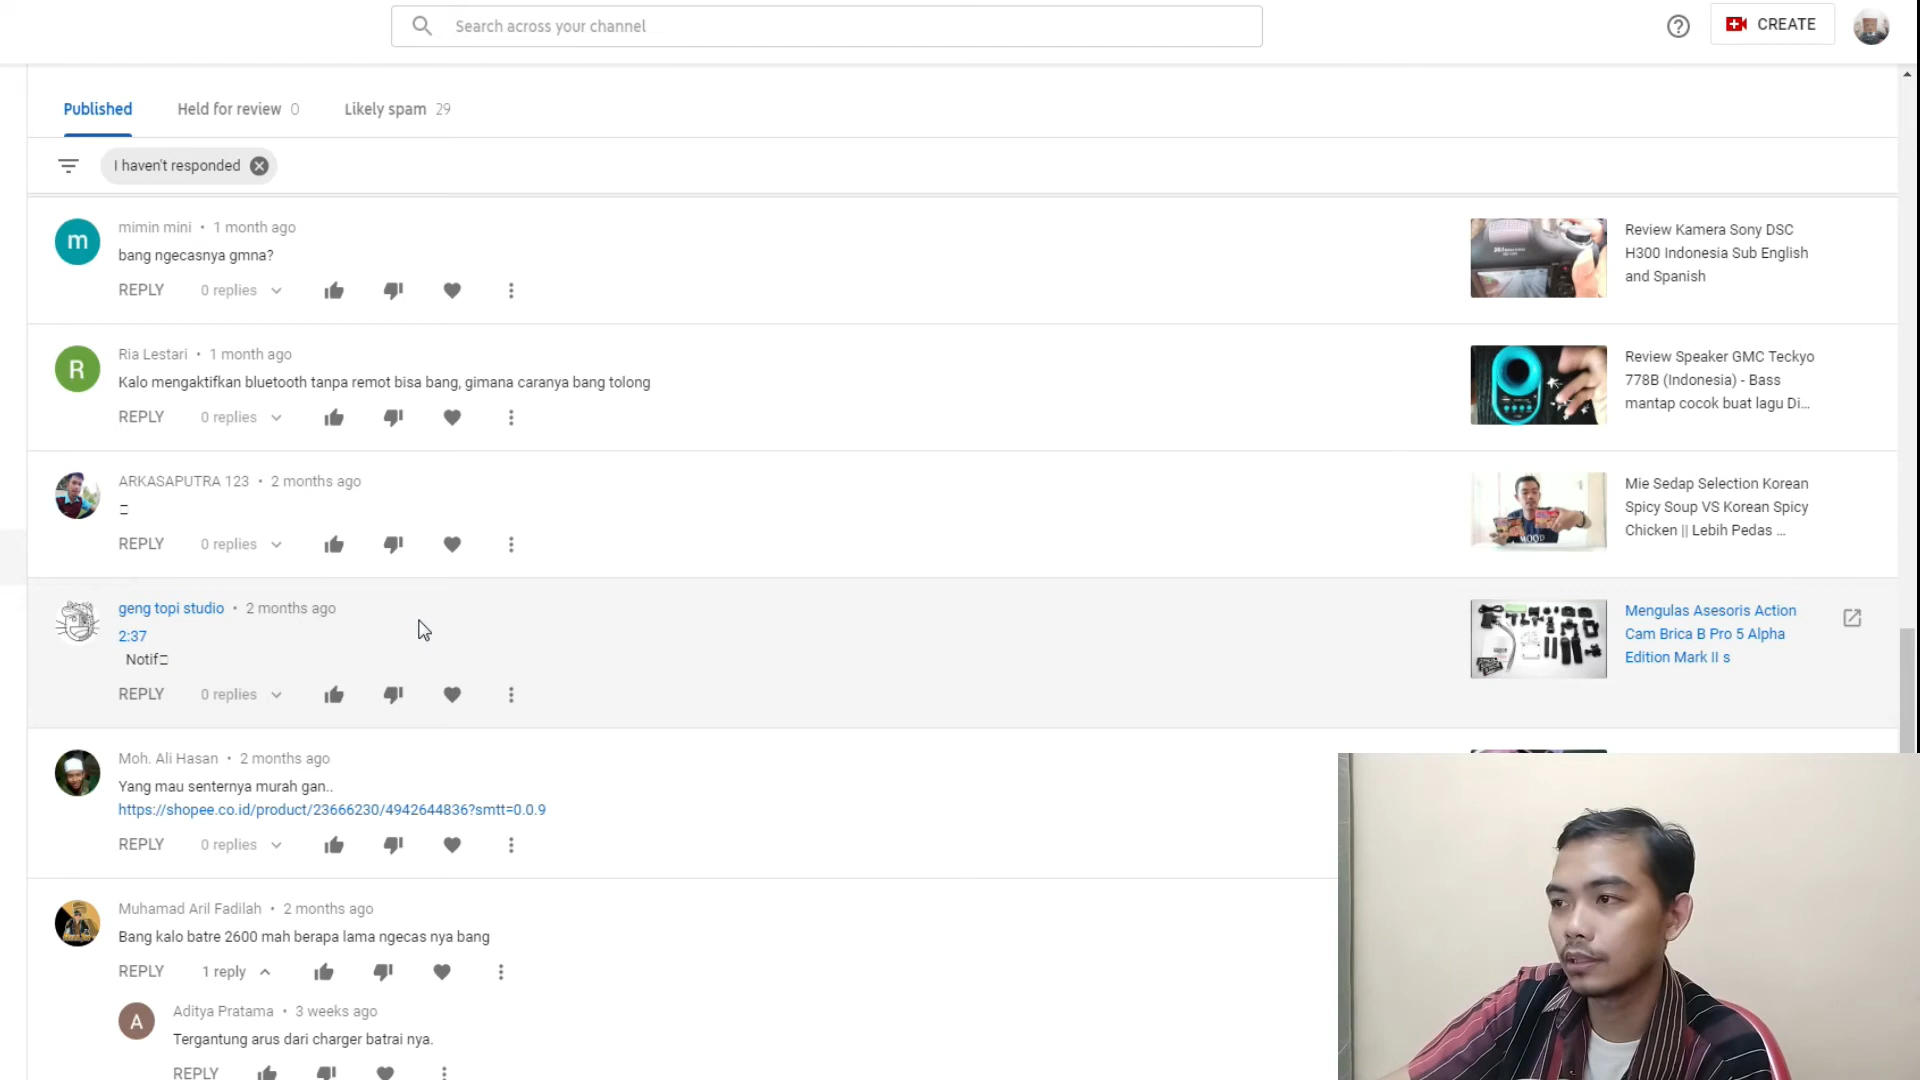 Search across your channel
CREATE
Published
Held for review 0
Likely spam 29
I haven't responded
m
mimin mini • 1 month ago
bang ngecasnya gmna?
REPLY 0 replies
Review Kamera Sony DSC
H300 Indonesia Sub English
and Spanish
R
Ria Lestari • 1 month ago
Kalo mengaktifkan bluetooth tanpa remot bisa bang, gimana caranya bang tolong
REPLY 0 replies
Review Speaker GMC Teckyo
778B (Indonesia) - Bass
mantap cocok buat lagu Di...
ARKASAPUTRA 123 • 2 months ago
REPLY 0 replies
Mie Sedap Selection Korean
Spicy Soup VS Korean Spicy
Chicken || Lebih Pedas ...
geng topi studio • 2 months ago
2:37
Notif
REPLY 0 replies
Mengulas Asesoris Action
Cam Brica B Pro 5 Alpha
Edition Mark II s
Moh. Ali Hasan • 2 months ago
Yang mau senternya murah gan..
https://shopee.co.id/product/23666230/4942644836?smtt=0.0.9
REPLY 0 replies
Muhamad Aril Fadilah • 2 months ago
Bang kalo batre 2600 mah berapa lama ngecas nya bang
REPLY 1 reply
A
Aditya Pratama • 3 weeks ago
Tergantung arus dari charger batrai nya.
REPLY